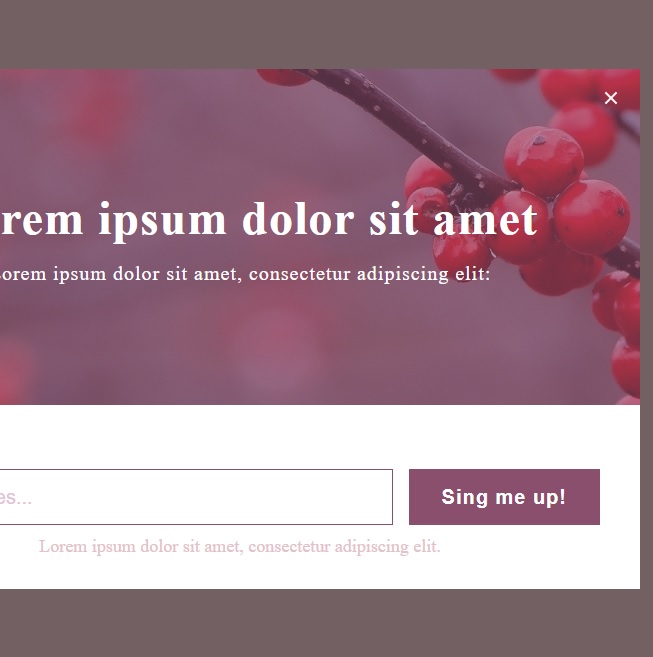 rem ipsum dolor sit amet
orem ipsum dolor sit amet, consectetur adipiscing elit:
es...
Sing me up!
Lorem ipsum dolor sit amet, consectetur adipiscing elit.